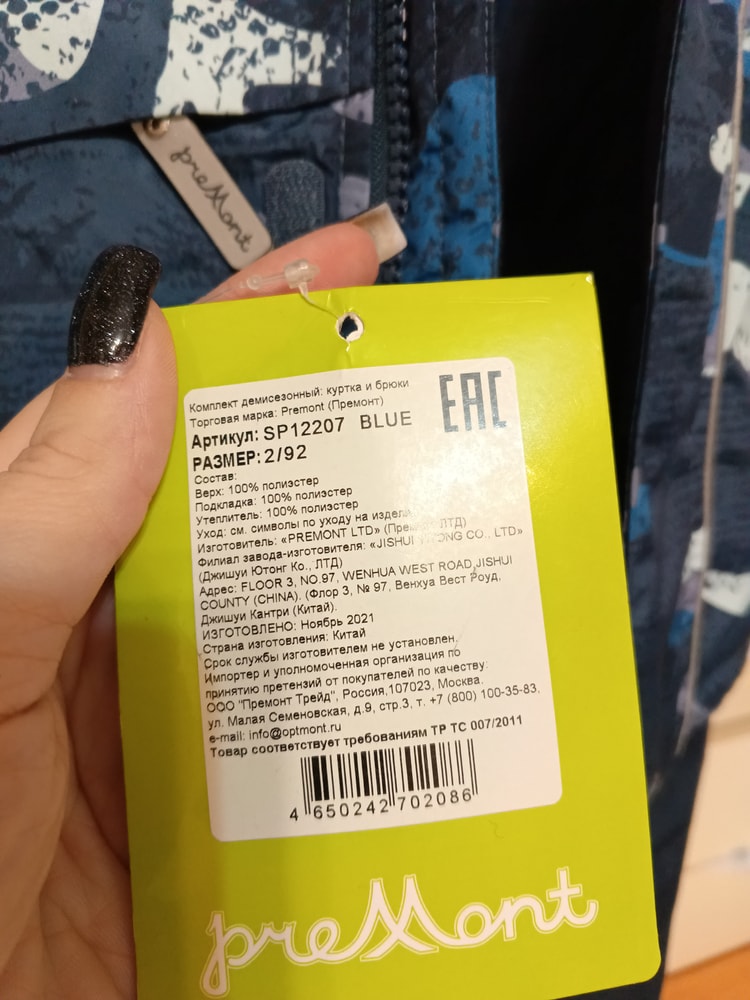 preMont
Комплект демисезонный: куртка и брюки
Торговая марка: Premont (Премонт)
EAC
Артикул: SP12207 BLUE
РАЗМЕР: 2/92
Состав:
Верх: 100% полиэстер
Подкладка: 100% полиэстер
Утеплитель: 100% полиэстер
Уход: см. символы по уходу на
Изготовитель: «PREMONT LTD» ЛТД)
Филиал завода-изготовителя: «JISHUI CO., LTD»
(Джишуи Ютонг Ко., ЛТД)
Адрес: FLOOR 3, NO.97, WENHUA WEST ROAD,JISHUI
COUNTY (CHINA). (Флор 3, № 97, Венхуа Вест Роуд,
Джишуи Кантри (Китай).
ИЗГОТОВЛЕНО: Ноябрь 2021
Страна изготовления: Китай
Срок службы изготовителем не установлен.
Импортер и уполномоченная организация по
принятию претензий от покупателей по качеству:
ООО "Премонт Трейд", Россия,107023, Москва.
ул. Малая Семеновская, д.9, стр.3, т. +7 (800) 100-35-83.
e-mail: info@optmont.ru
Товар соответствует требованиям ТР ТС 007/2011
4 650242 702086
preMont